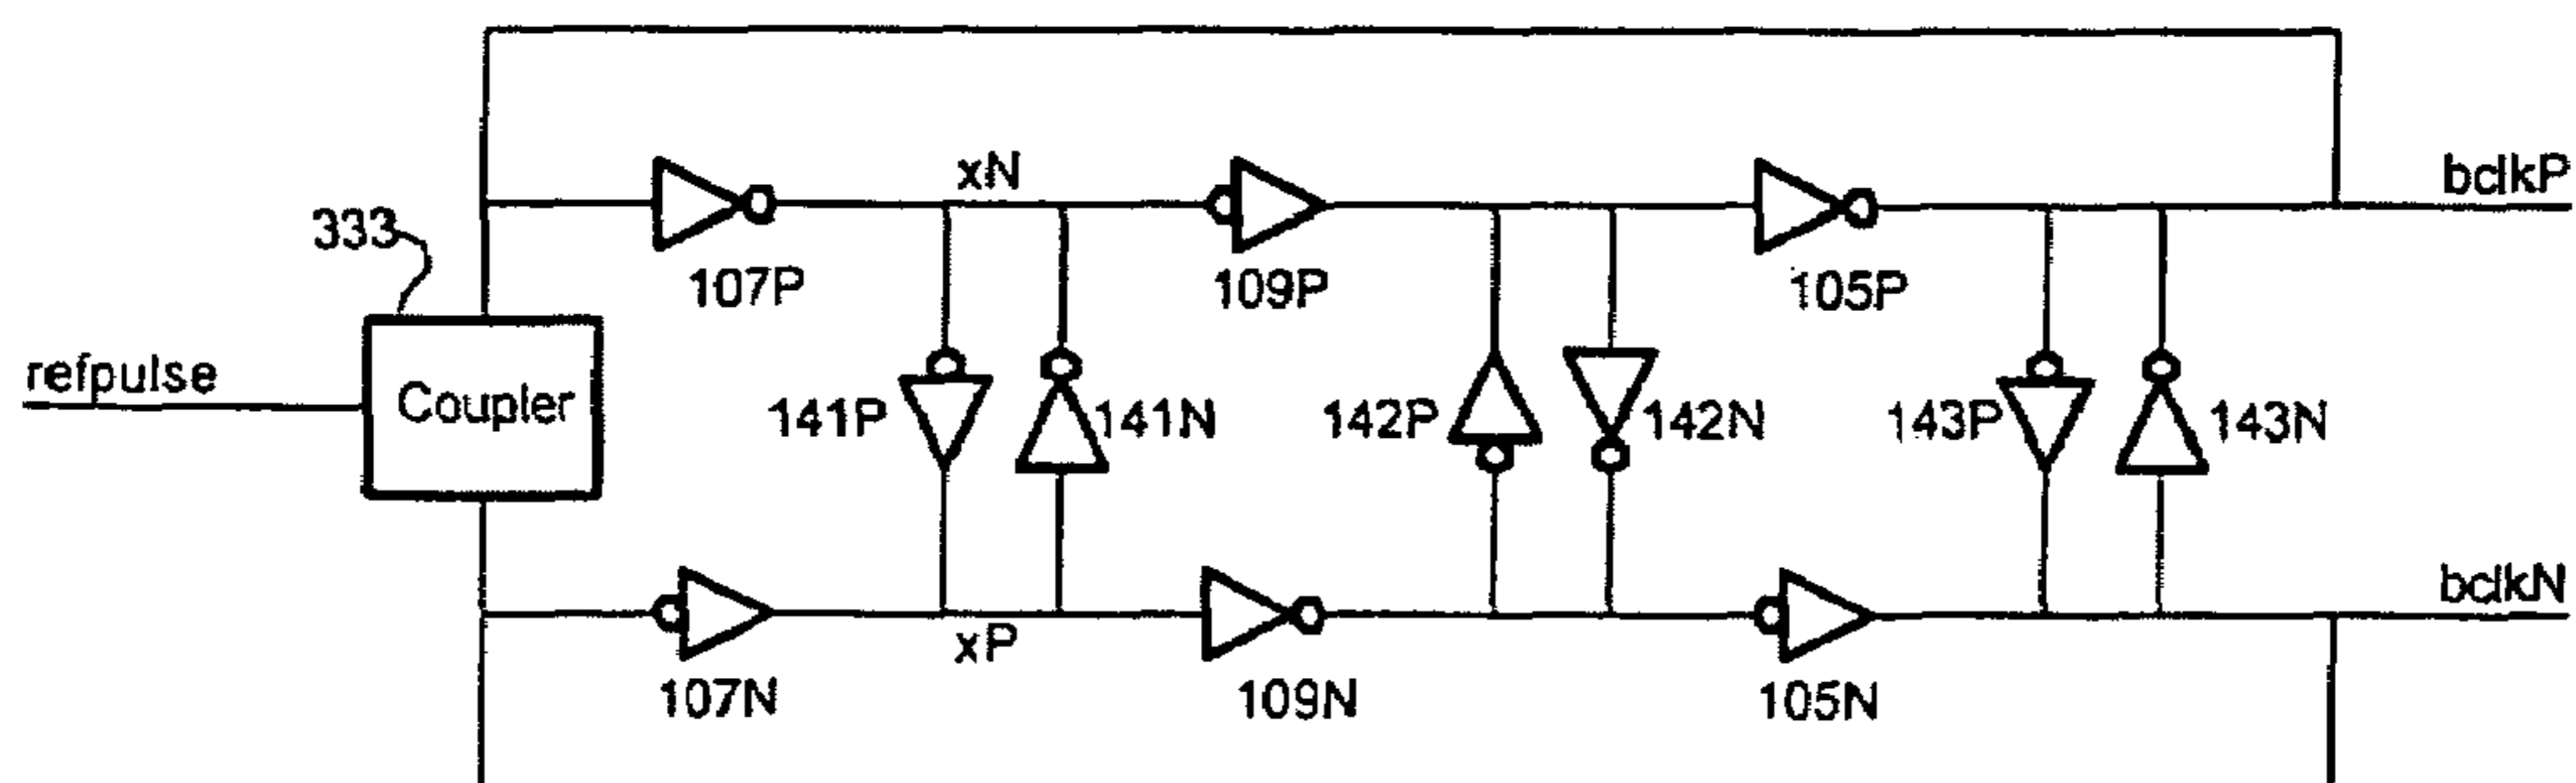 xN
bclkP
333
107P
109P
105P
refpulse
Coupler
141P
141N
142P
142N
143P
143N
bclkN
xP
107N
109N
105N